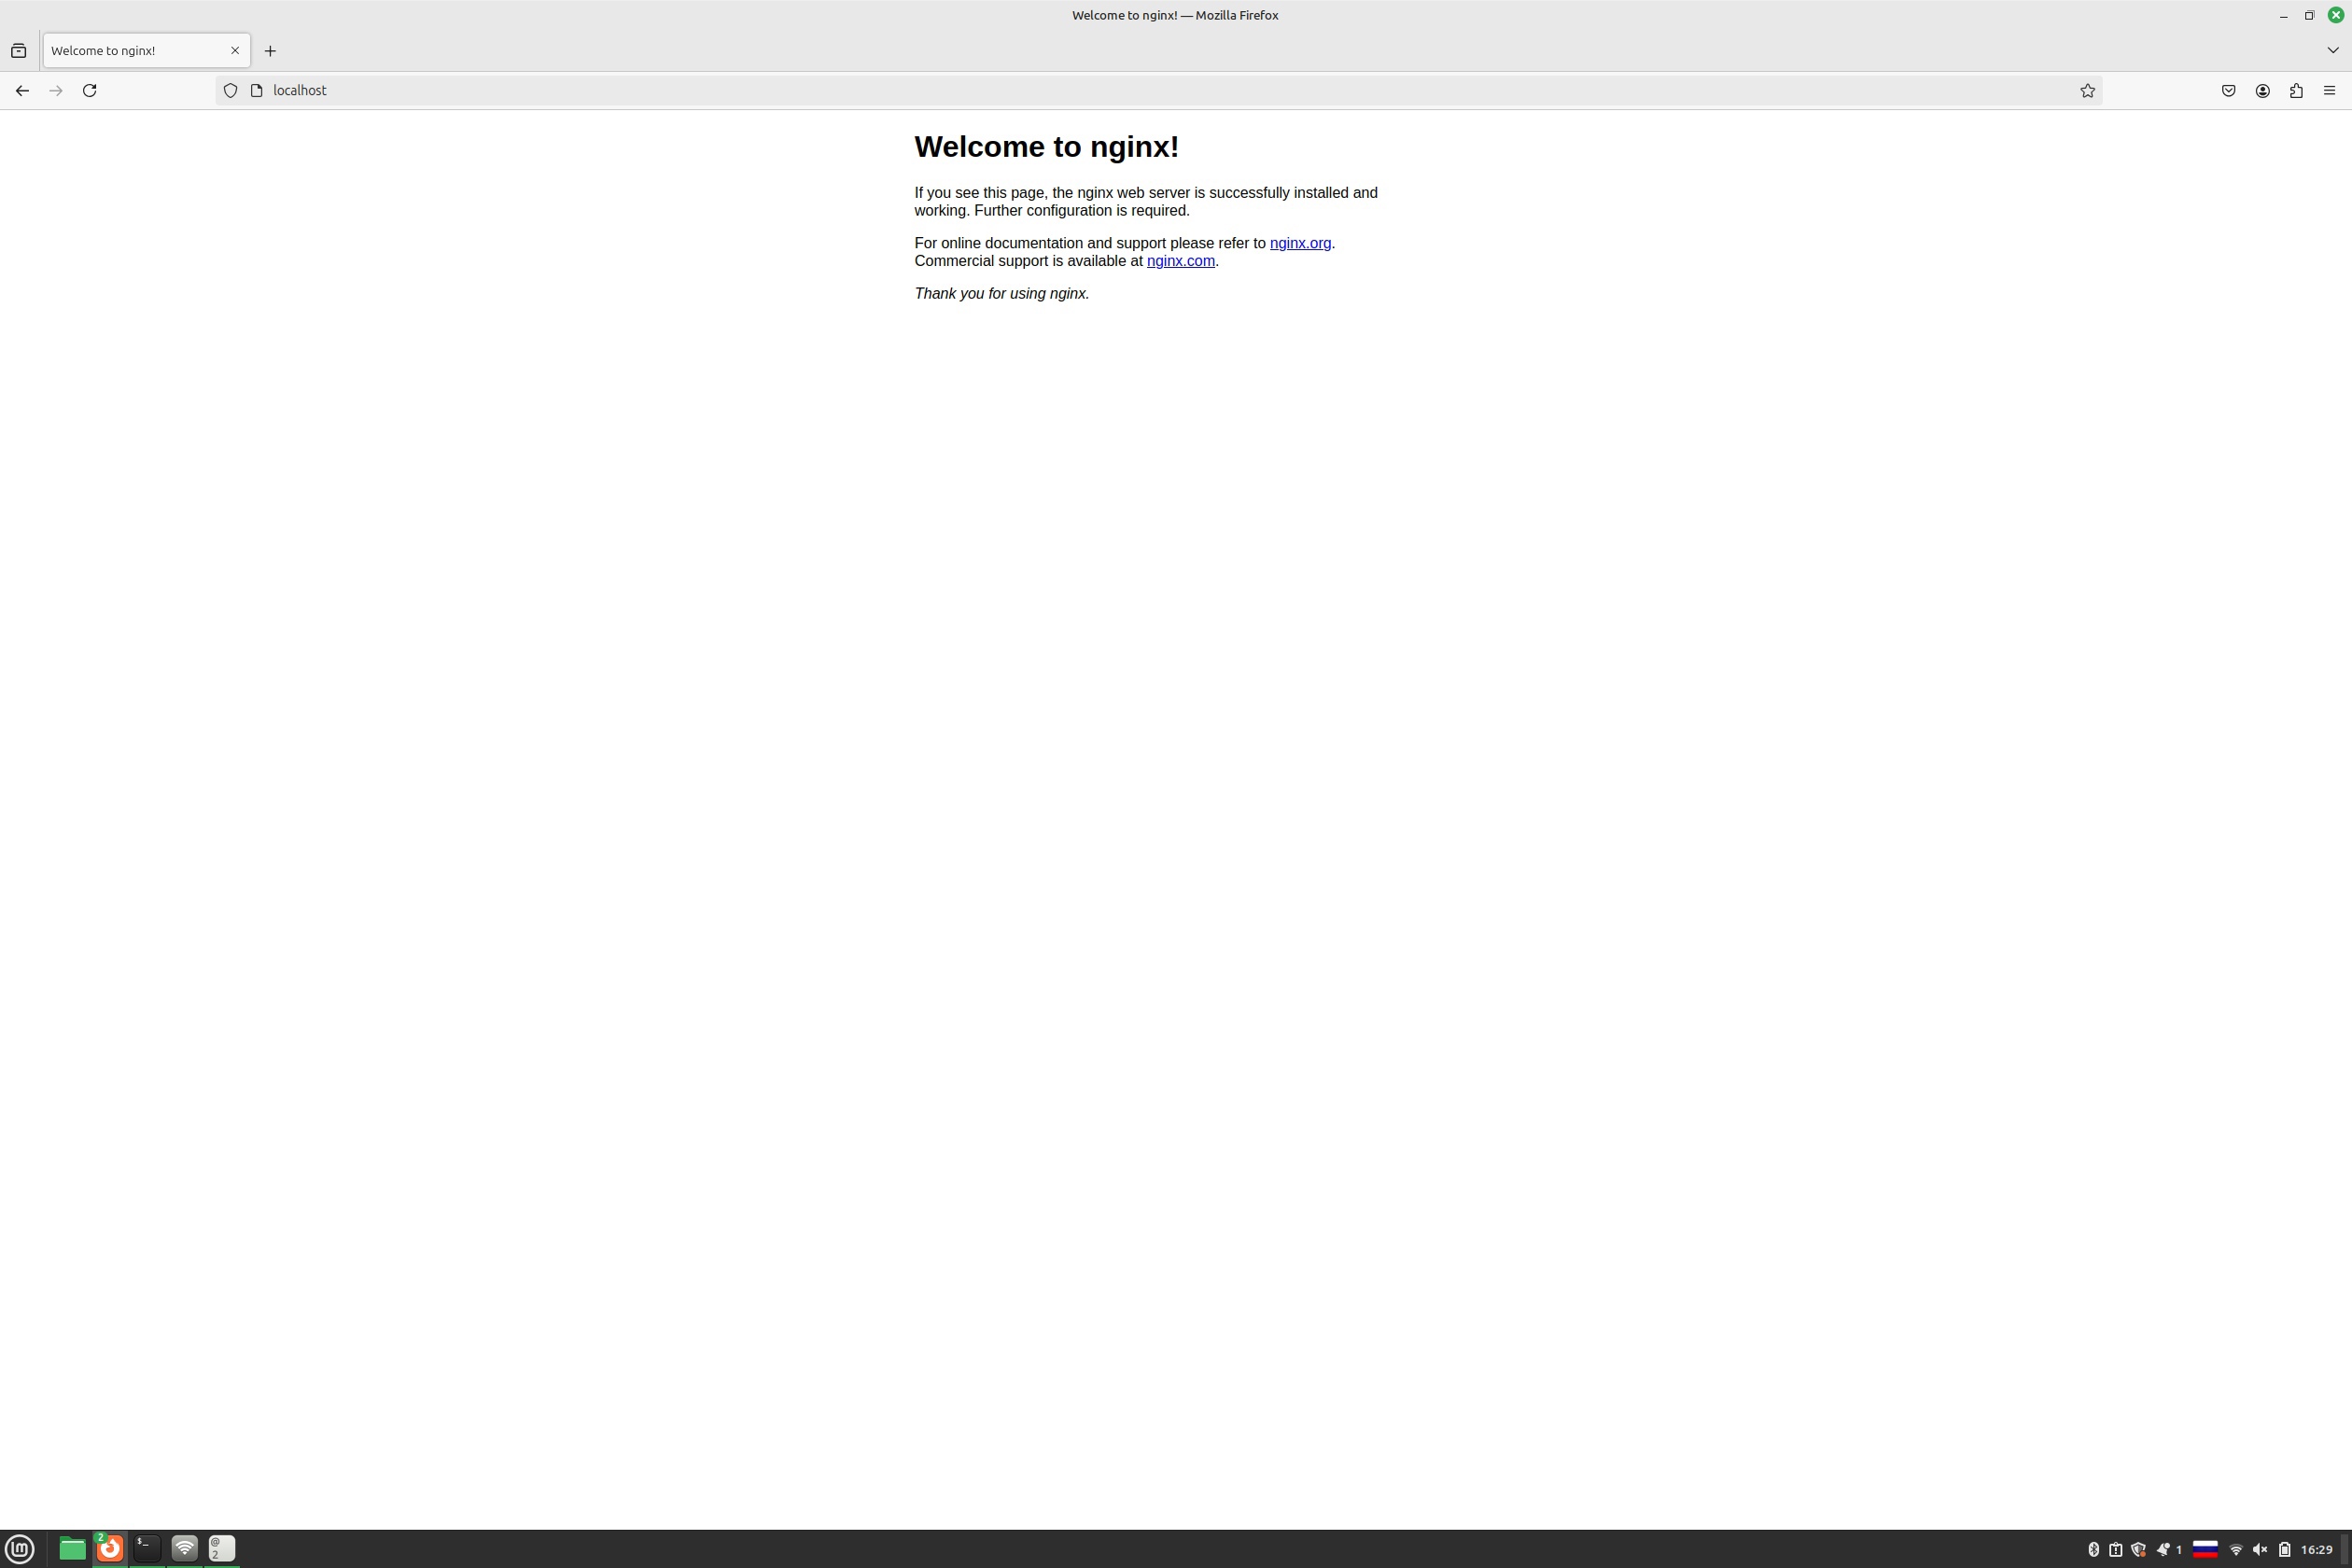 Welcome to nginx! — Mozilla Firefox
Welcome to nginx!
localhost
Welcome to nginx!
If you see this page, the nginx web server is successfully installed and
working. Further configuration is required.
For online documentation and support please refer to nginx.org.
Commercial support is available at nginx.com.
Thank you for using nginx.
2
$_
@
2
1
16:29